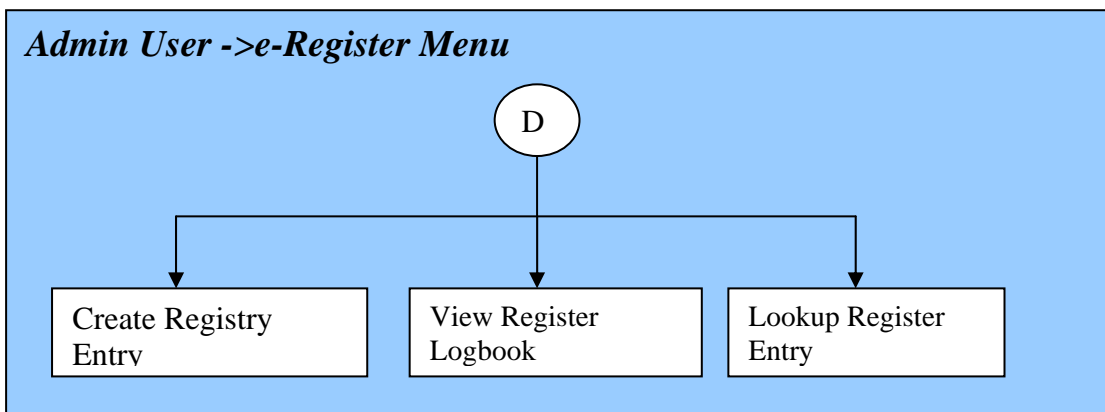 Admin User ->e-Register Menu
D
Create Registry
Entry
View Register
Logbook
Lookup Register
Entry